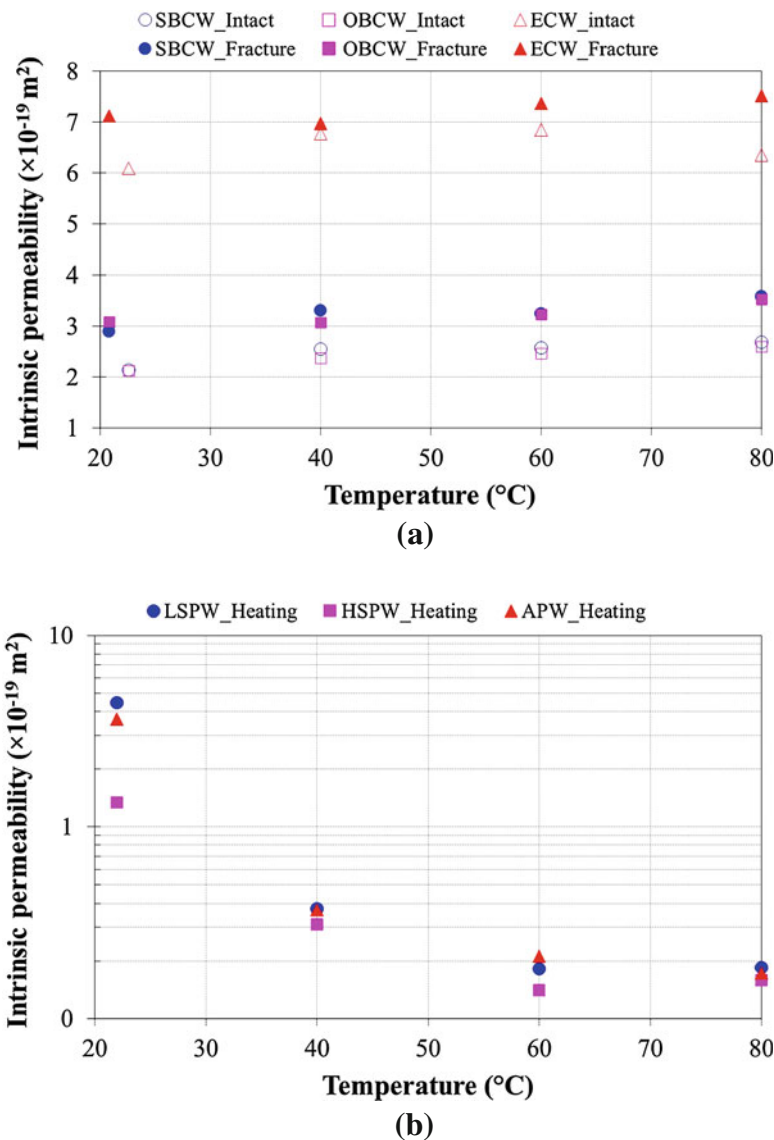 SBCW_Intact OBCW_Intact ECW_intact
SBCW_Fracture OBCW_Fracture ECW_Fracture
Intrinsic permeability (×10⁻¹⁹ m²)
8
7
6
5
4
3
2
1
20 30 40 50 60 70 80
Temperature (°C)
(a)
LSPW_Heating HSPW_Heating APW_Heating
Intrinsic permeability (×10⁻¹⁹ m²)
10
1
0
20 30 40 50 60 70 80
Temperature (°C)
(b)